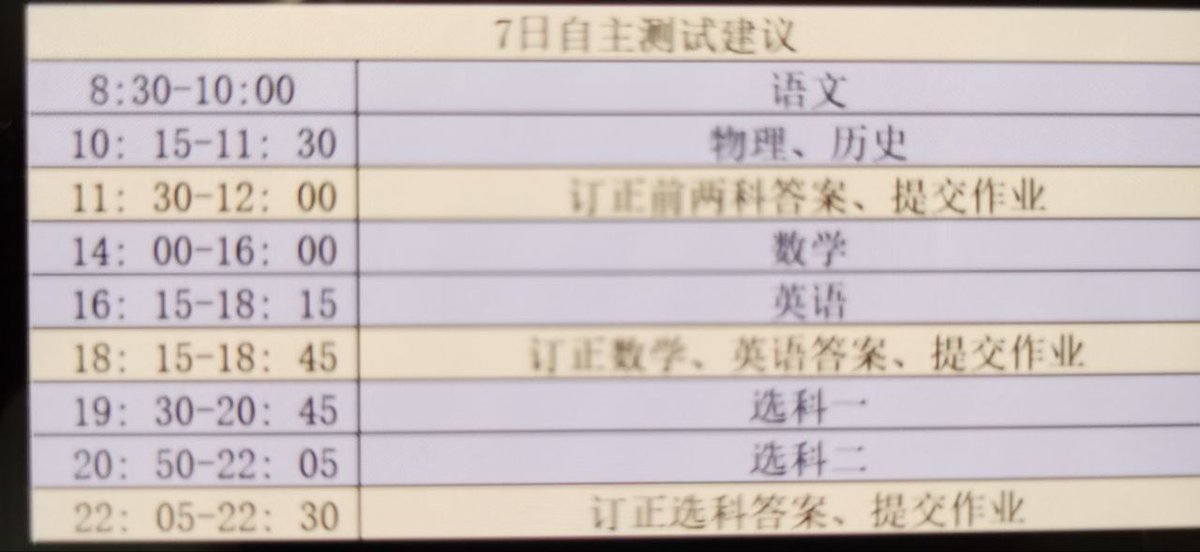 7日自主测试建议
8:30-10:00 语文
10: 15-11: 30 物理、历史
11: 30-12: 00 订正前两科答案、提交作业
14: 00-16: 00 数学
16: 15-18: 15 英语
18: 15-18: 45 订正数学、英语答案、提交作业
19: 30-20: 45 选科一
20: 50-22: 05 选科二
22: 05-22: 30 订正选科答案、提交作业